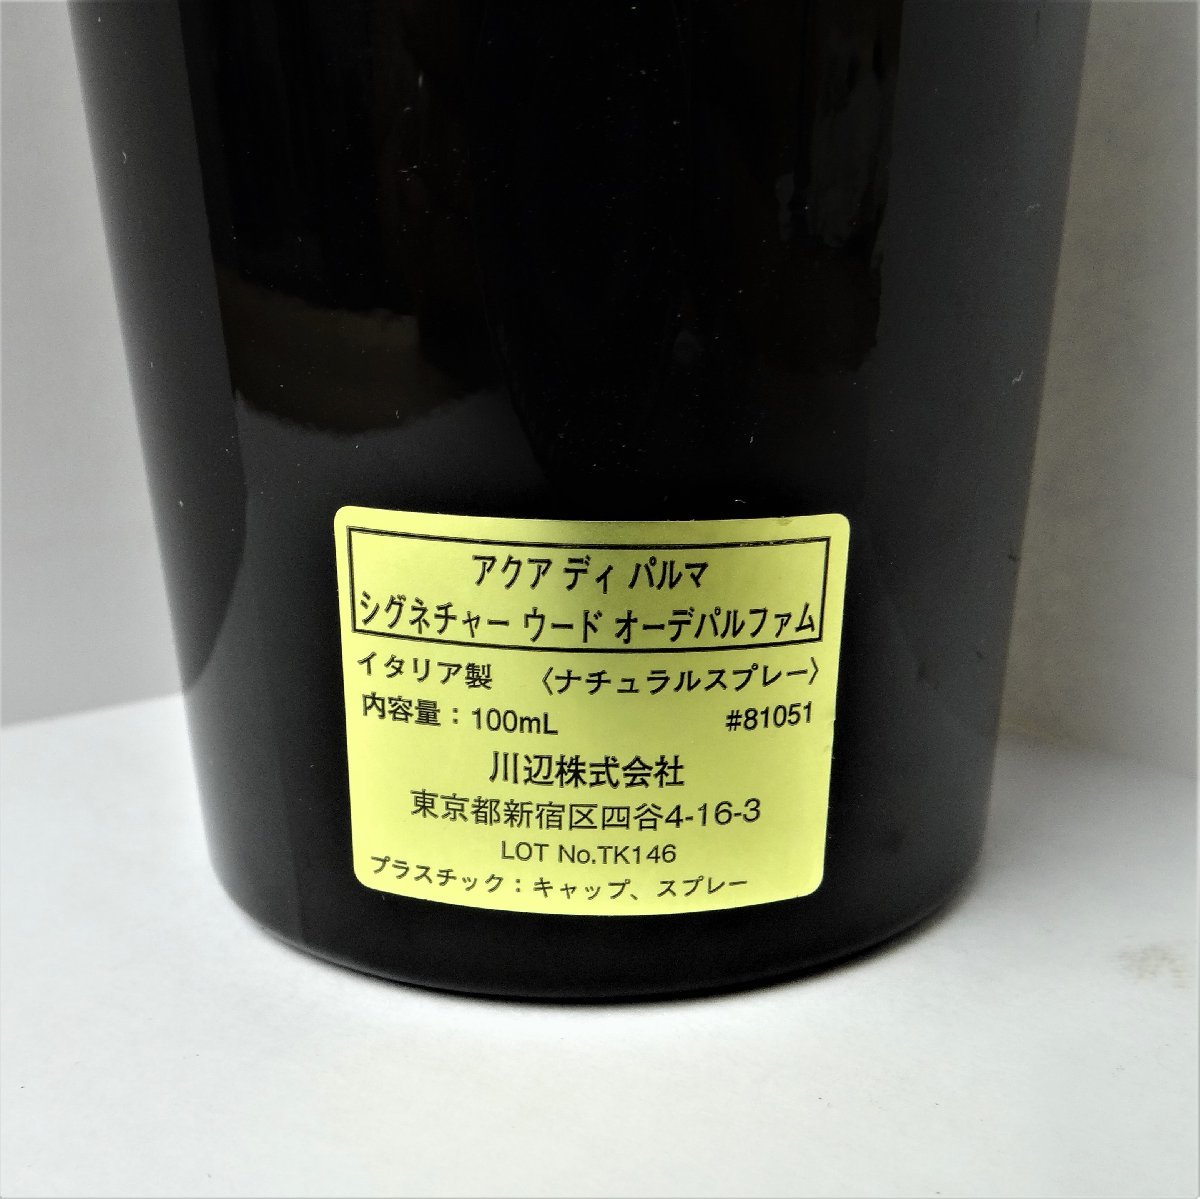 アクア ディ パルマ
シグネチャー ウード オーデパルファム
イタリア製 〈ナチュラルスプレー〉
内容量：100mL #81051
川辺株式会社
東京都新宿区四谷4-16-3
LOT No.TK146
プラスチック：キャップ、スプレー